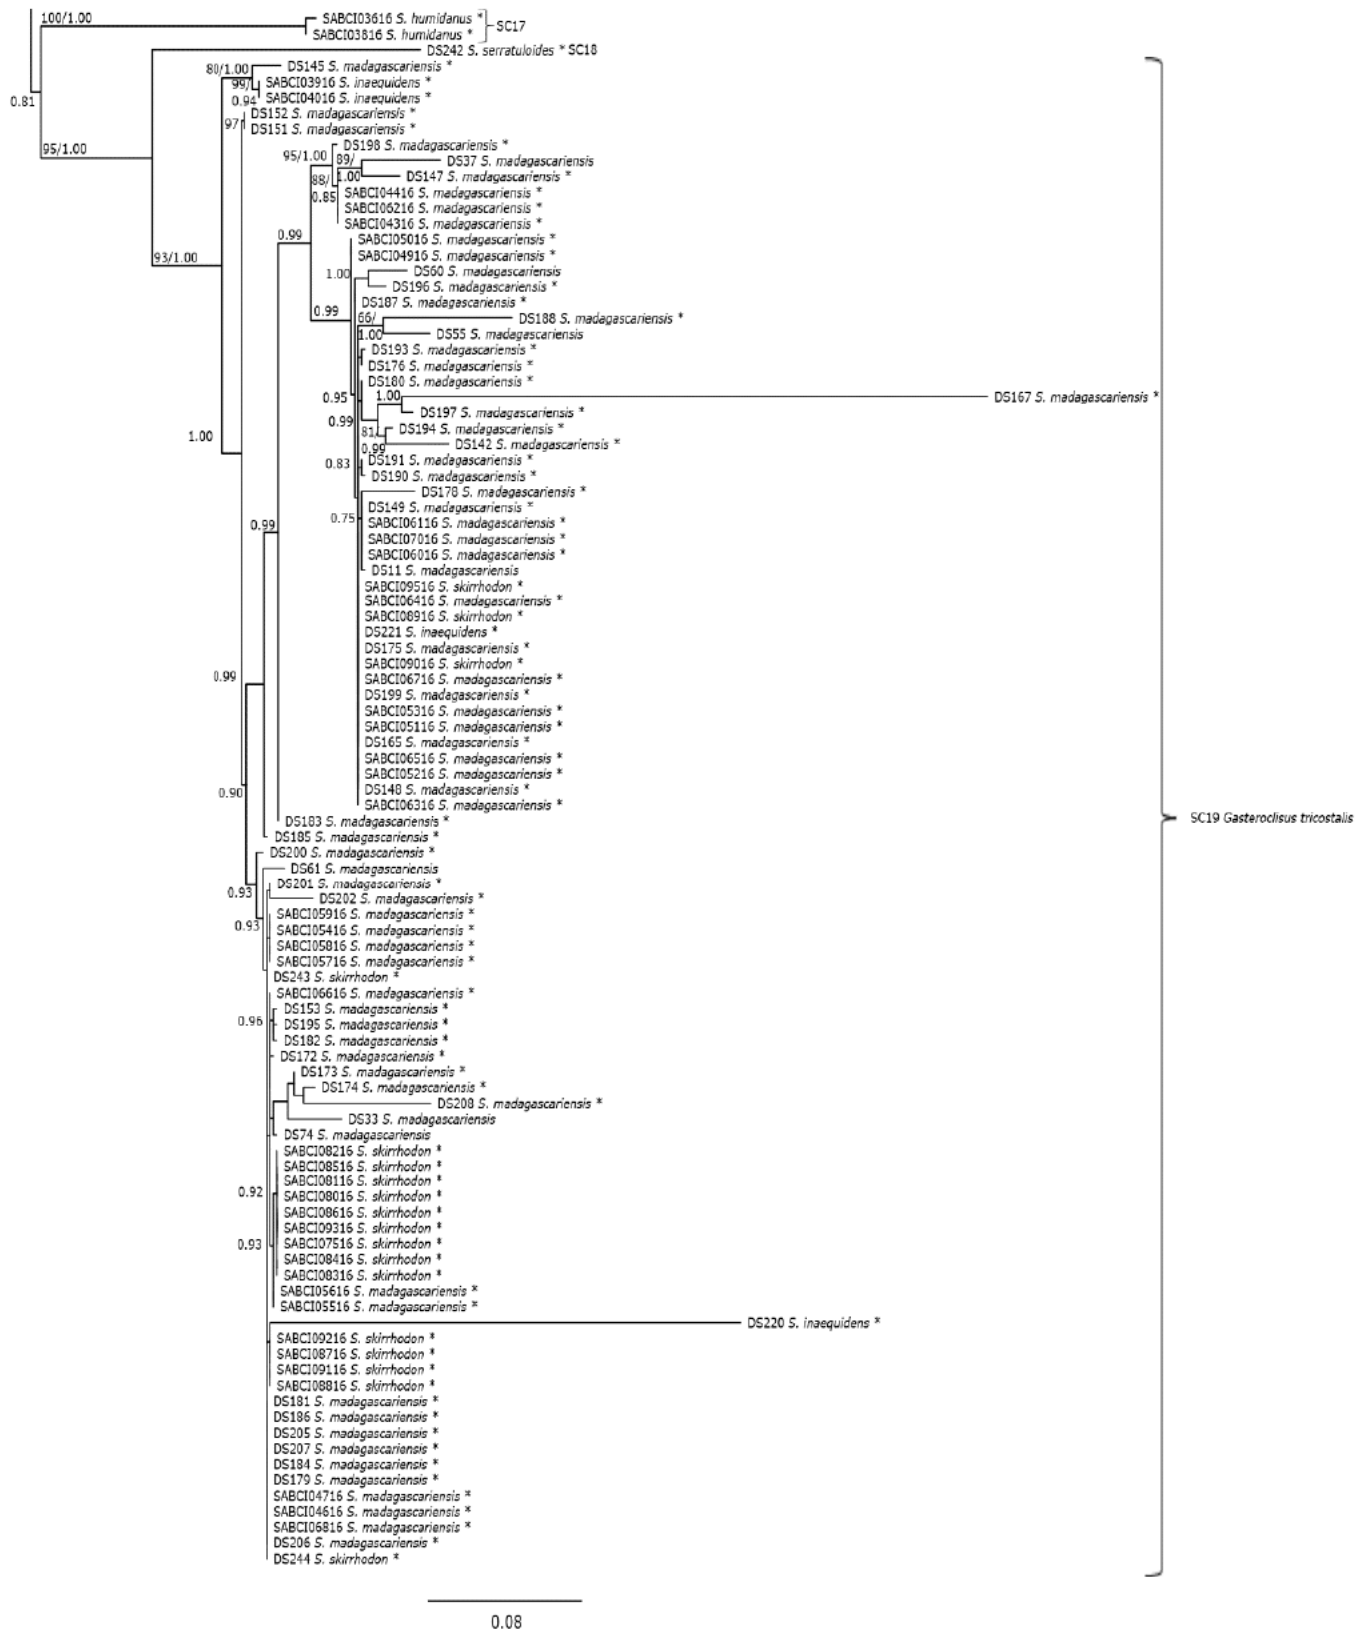 100/1.00
SABCI03616 S. humidanus *
SABCI03816 S. humidanus *
SC17
DS242 S. serratuloides * SC18
0.81
95/1.00
80/1.00
DS145 S. madagascariensis *
99/
0.94
SABCI03916 S. inaequidens *
SABCI04016 S. inaequidens *
97
DS152 S. madagascariensis *
DS151 S. madagascariensis *
95/1.00
DS198 S. madagascariensis *
89/
1.00
DS37 S. madagascariensis
DS147 S. madagascariensis *
88/
0.85
SABCI04416 S. madagascariensis *
SABCI06216 S. madagascariensis *
SABCI04316 S. madagascariensis *
0.99
93/1.00
SABCI05016 S. madagascariensis *
SABCI04916 S. madagascariensis *
1.00
DS60 S. madagascariensis
DS196 S. madagascariensis *
DS187 S. madagascariensis *
0.99
66/
1.00
DS188 S. madagascariensis *
DS55 S. madagascariensis
DS193 S. madagascariensis *
DS176 S. madagascariensis *
DS180 S. madagascariensis *
0.95
1.00
DS167 S. madagascariensis *
DS197 S. madagascariensis *
0.99
81/
0.99
DS194 S. madagascariensis *
DS142 S. madagascariensis *
1.00
0.83
DS191 S. madagascariensis *
DS190 S. madagascariensis *
DS178 S. madagascariensis *
DS149 S. madagascariensis *
0.75
0.99
SABCI06116 S. madagascariensis *
SABCI07016 S. madagascariensis *
SABCI06016 S. madagascariensis *
DS11 S. madagascariensis
SABCI09516 S. skirrhodon *
SABCI06416 S. madagascariensis *
SABCI08916 S. skirrhodon *
DS221 S. inaequidens *
DS175 S. madagascariensis *
SABCI09016 S. skirrhodon *
0.99
SABCI06716 S. madagascariensis *
DS199 S. madagascariensis *
SABCI05316 S. madagascariensis *
SABCI05116 S. madagascariensis *
DS165 S. madagascariensis *
SABCI06516 S. madagascariensis *
SABCI05216 S. madagascariensis *
0.90
DS148 S. madagascariensis *
SABCI06316 S. madagascariensis *
DS183 S. madagascariensis *
SC19 Gasteroclisus tricostalis
DS185 S. madagascariensis *
DS200 S. madagascariensis *
DS61 S. madagascariensis
0.93
DS201 S. madagascariensis *
DS202 S. madagascariensis *
0.93
SABCI05916 S. madagascariensis *
SABCI05416 S. madagascariensis *
SABCI05816 S. madagascariensis *
SABCI05716 S. madagascariensis *
DS243 S. skirrhodon *
SABCI06616 S. madagascariensis *
0.96
DS153 S. madagascariensis *
DS195 S. madagascariensis *
DS182 S. madagascariensis *
DS172 S. madagascariensis *
DS173 S. madagascariensis *
DS174 S. madagascariensis *
DS208 S. madagascariensis *
DS33 S. madagascariensis
DS74 S. madagascariensis
SABCI08216 S. skirrhodon *
SABCI08516 S. skirrhodon *
SABCI08116 S. skirrhodon *
0.92
SABCI08016 S. skirrhodon *
SABCI08616 S. skirrhodon *
SABCI09316 S. skirrhodon *
0.93
SABCI07516 S. skirrhodon *
SABCI08416 S. skirrhodon *
SABCI08316 S. skirrhodon *
SABCI05616 S. madagascariensis *
SABCI05516 S. madagascariensis *
DS220 S. inaequidens *
SABCI09216 S. skirrhodon *
SABCI08716 S. skirrhodon *
SABCI09116 S. skirrhodon *
SABCI08816 S. skirrhodon *
DS181 S. madagascariensis *
DS186 S. madagascariensis *
DS205 S. madagascariensis *
DS207 S. madagascariensis *
DS184 S. madagascariensis *
DS179 S. madagascariensis *
SABCI04716 S. madagascariensis *
SABCI04616 S. madagascariensis *
SABCI06816 S. madagascariensis *
DS206 S. madagascariensis *
DS244 S. skirrhodon *
0.08